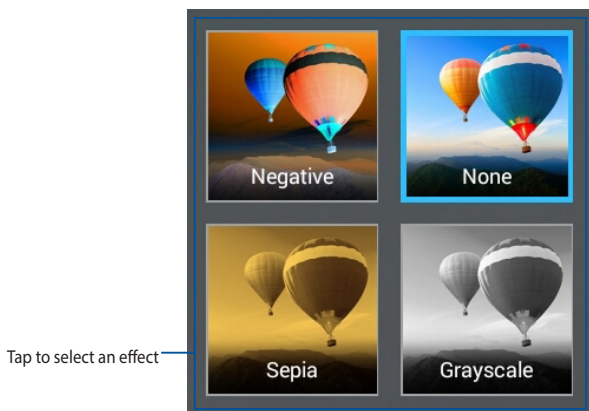 Negative
None
Tap to select an effect
Sepia
Grayscale